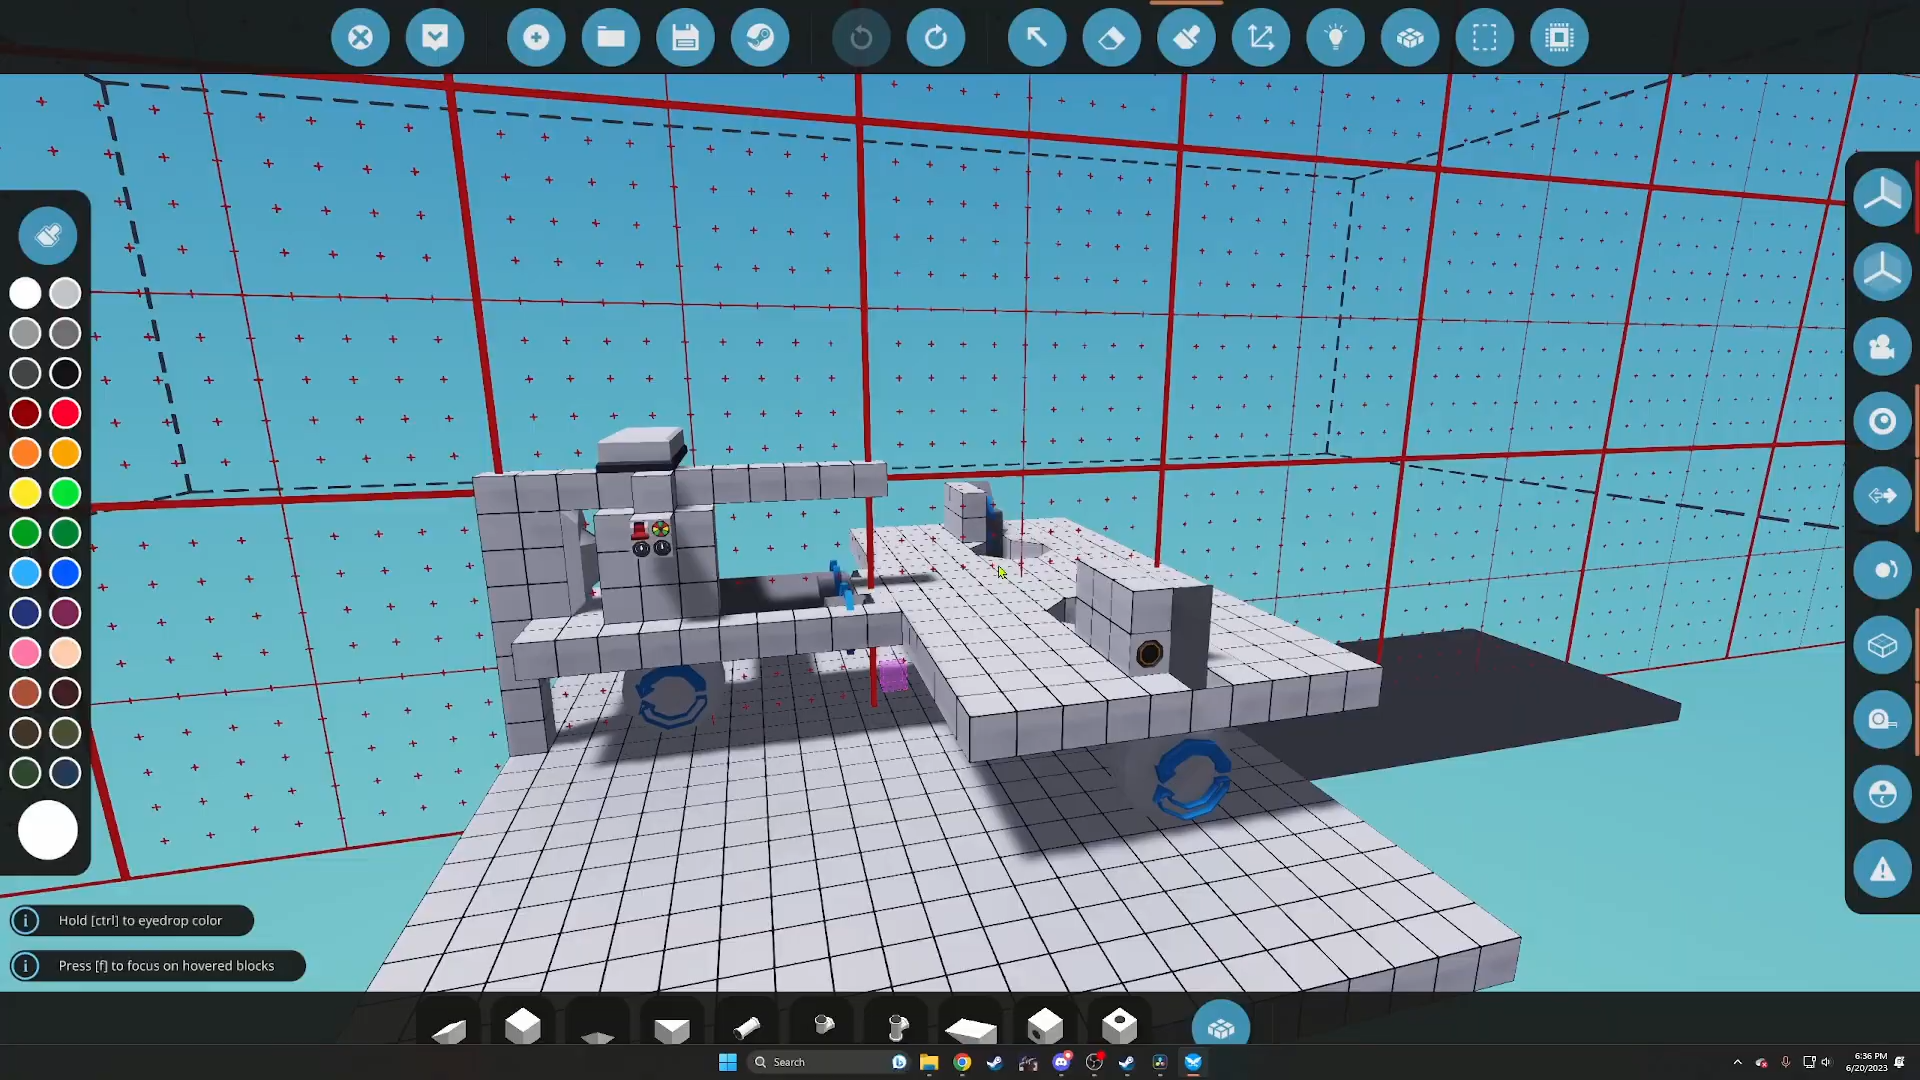 Hold [ctrl] to eyedrop color
Press [f] to focus on hovered blocks
Search
6:36 PM
6/20/2023